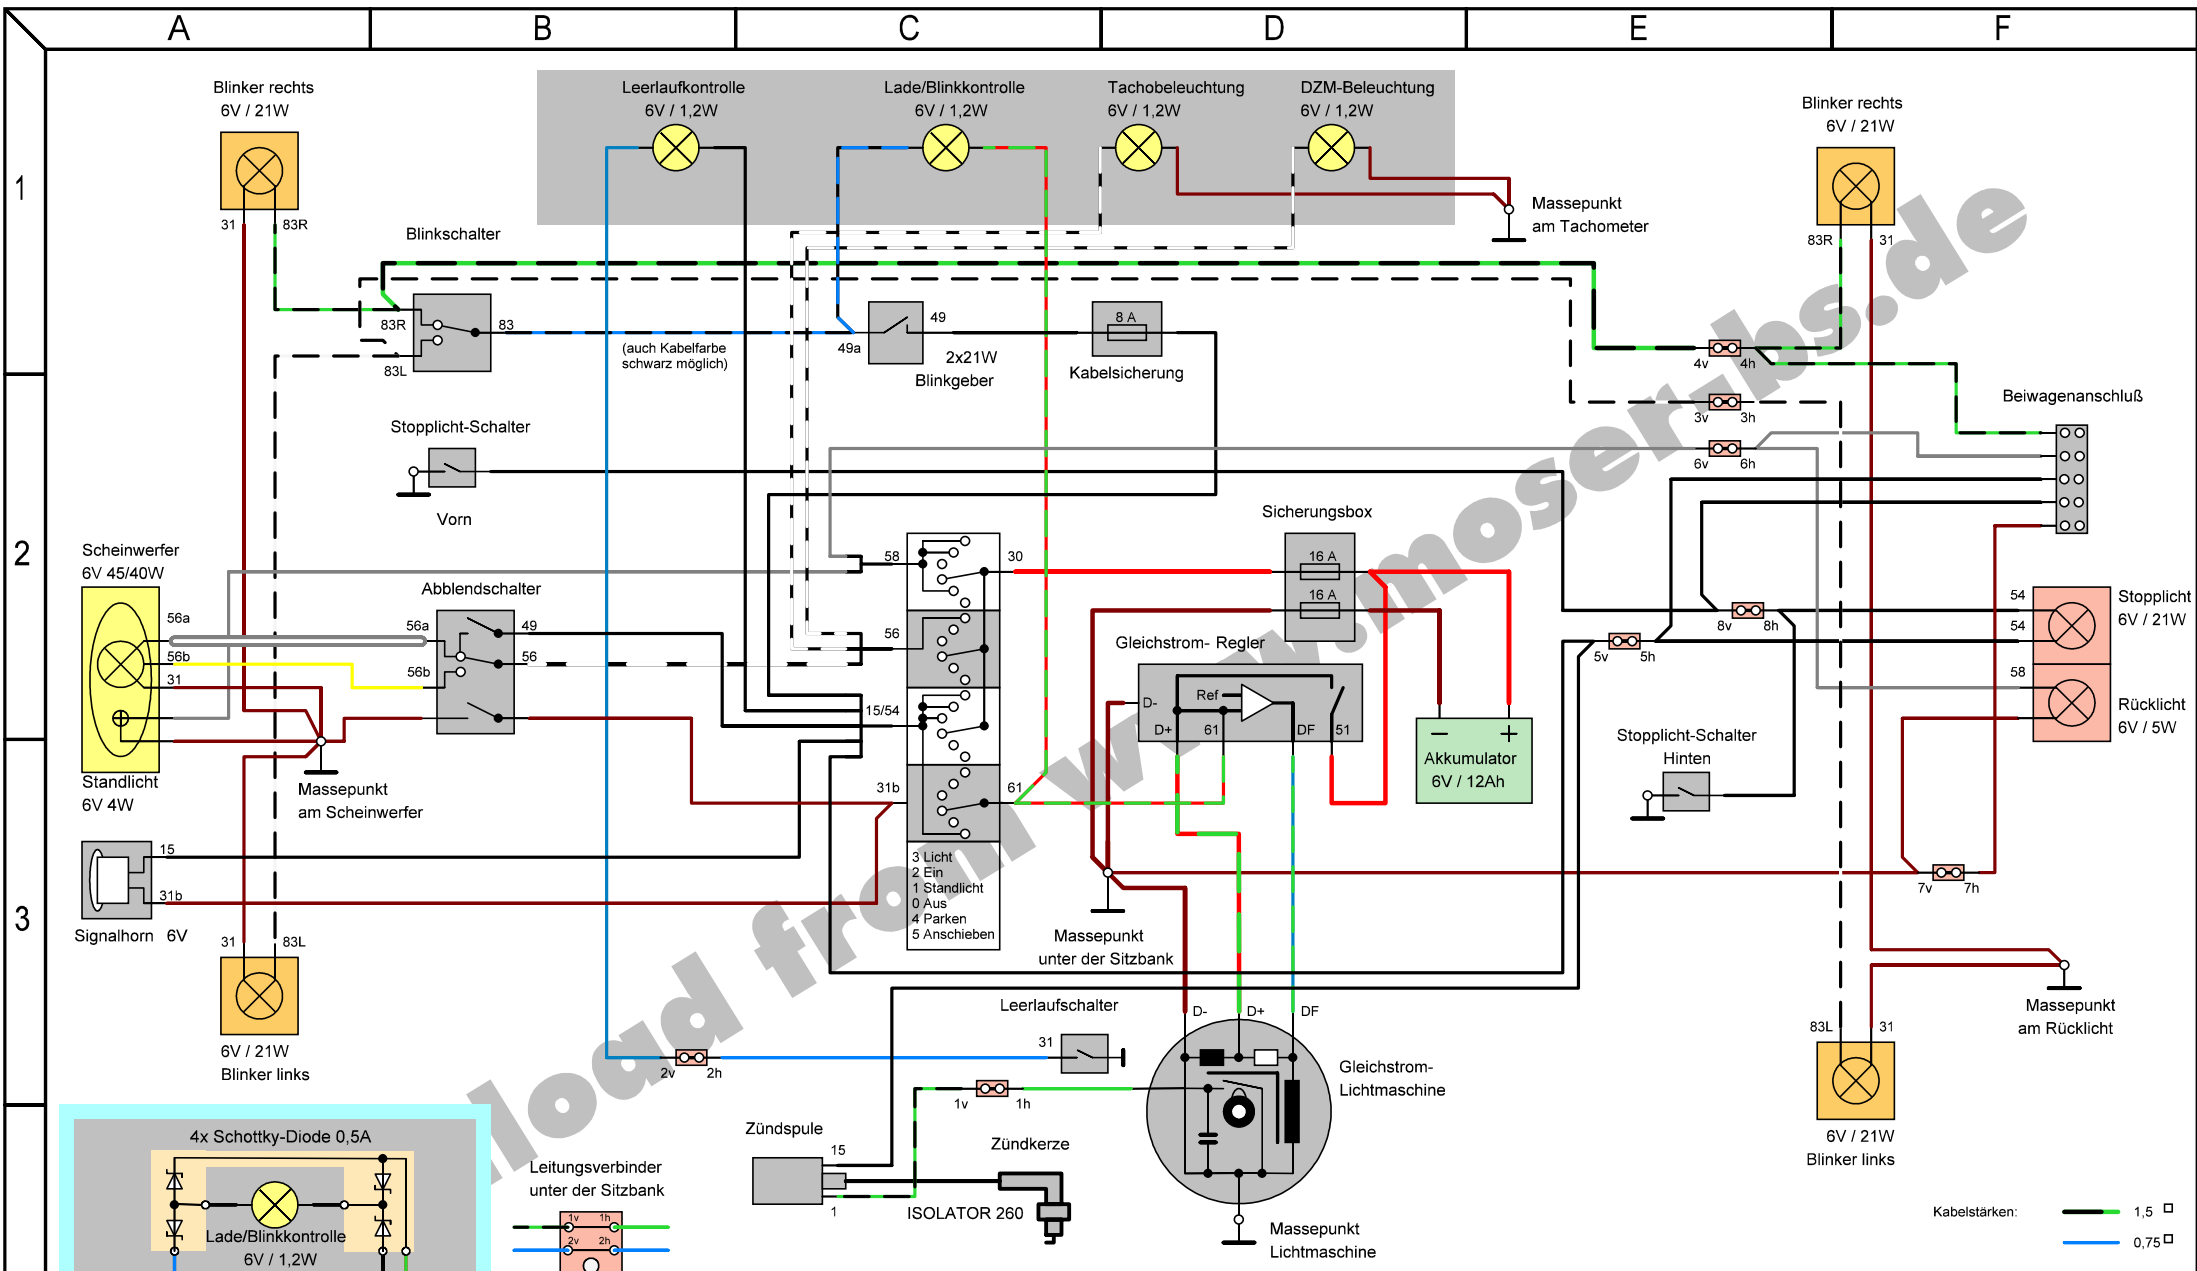 A B C D E F
1
2
3
Blinker rechts
6V / 21W
31 83R
Blinkschalter
83R
83L
83
(auch Kabelfarbe
schwarz möglich)
Leerlaufkontrolle
6V / 1,2W
Lade/Blinkkontrolle
6V / 1,2W
Tachobeleuchtung
6V / 1,2W
DZM-Beleuchtung
6V / 1,2W
Massepunkt
am Tachometer
49
49a
2x21W
Blinkgeber
8 A
Kabelsicherung
Blinker rechts
6V / 21W
83R 31
4v 4h
3v 3h
6v 6h
Beiwagenanschluß
Stopplicht-Schalter
Vorn
Scheinwerfer
6V 45/40W
56a
56b
31
Standlicht
6V 4W
Massepunkt
am Scheinwerfer
Abblendschalter
56a
56b
49
56
58
30
56
15/54
31b
61
3 Licht
2 Ein
1 Standlicht
0 Aus
4 Parken
5 Anschieben
Sicherungsbox
16 A
16 A
Gleichstrom- Regler
D-
Ref
D+ 61 DF 51
Akkumulator
6V / 12Ah
8v 8h
5v 5h
54
54
58
Stopplicht
6V / 21W
Rücklicht
6V / 5W
Stopplicht-Schalter
Hinten
7v 7h
Signalhorn 6V
15
31b
31 83L
6V / 21W
Blinker links
Massepunkt
unter der Sitzbank
Leerlaufschalter
31
2v 2h
1v 1h
D- D+ DF
Gleichstrom-
Lichtmaschine
Massepunkt
Lichtmaschine
Massepunkt
am Rücklicht
83L 31
6V / 21W
Blinker links
Zündspule
15
1
Zündkerze
ISOLATOR 260
Leitungsverbinder
unter der Sitzbank
1v 1h
2v 2h
4x Schottky-Diode 0,5A
Lade/Blinkkontrolle
6V / 1,2W
Kabelstärken:
1,5
0,75
load from www.moser-bs.de